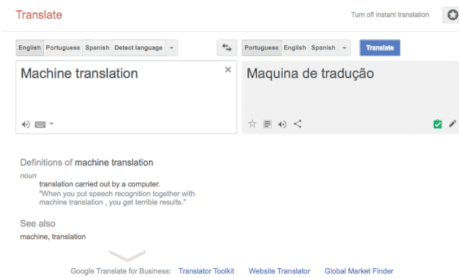 Translate
Turn off instant translation
English Portuguese Spanish Detect language
Portuguese English Spanish
Translate
Machine translation
Maquina de tradução
Definitions of machine translation
noun
translation carried out by a computer.
"When you put speech recognition together with
machine translation , you get terrible results."
See also
machine, translation
Google Translate for Business: Translator Toolkit Website Translator Global Market Finder